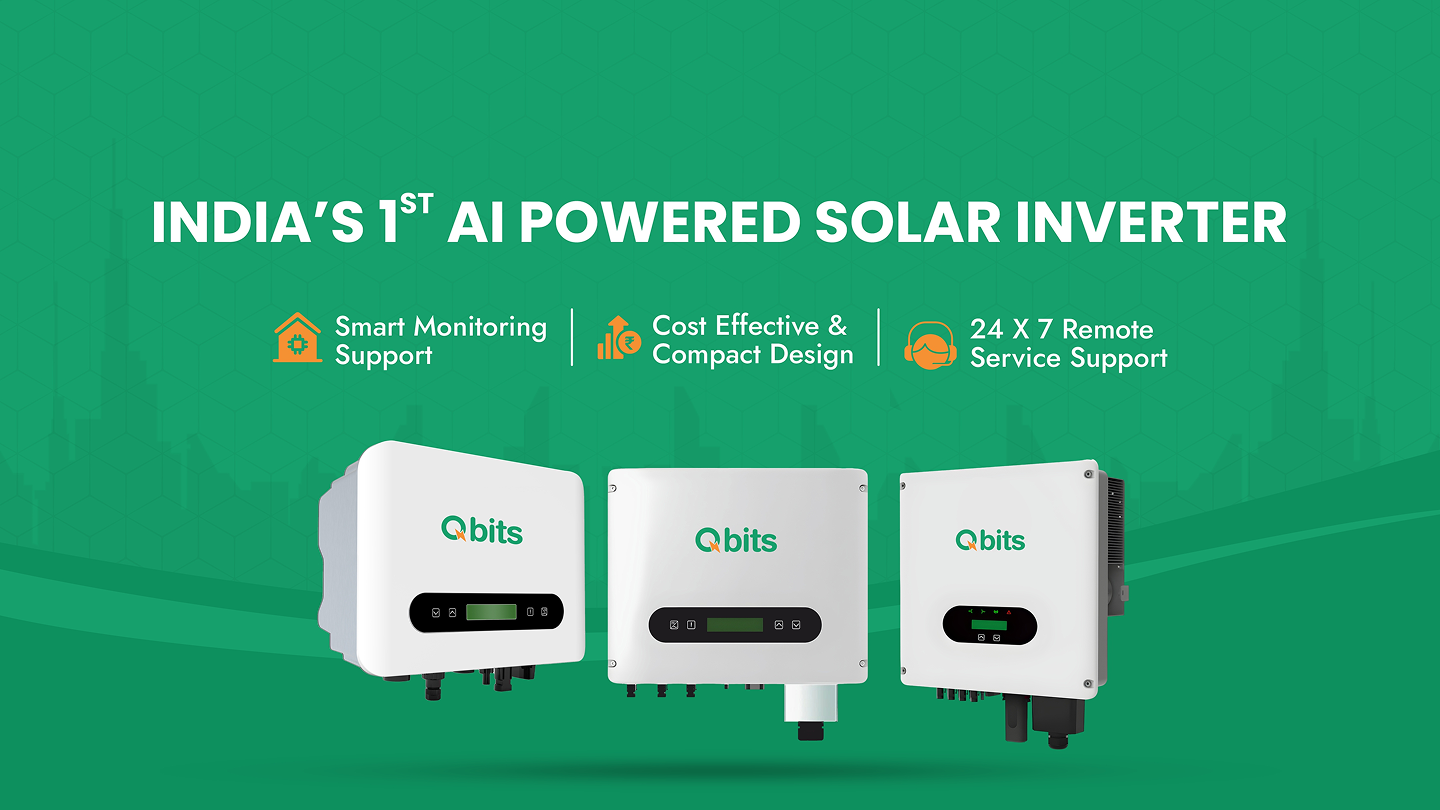 INDIA'S 1ST AI POWERED SOLAR INVERTER
Smart Monitoring
Support
Cost Effective &
Compact Design
24 X 7 Remote
Service Support
Qbits
Qbits
Qbits